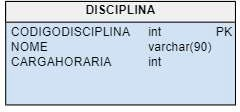 DISCIPLINA
CODIGODISCIPLINA int PK
NOME varchar(90)
CARGAHORARIA int